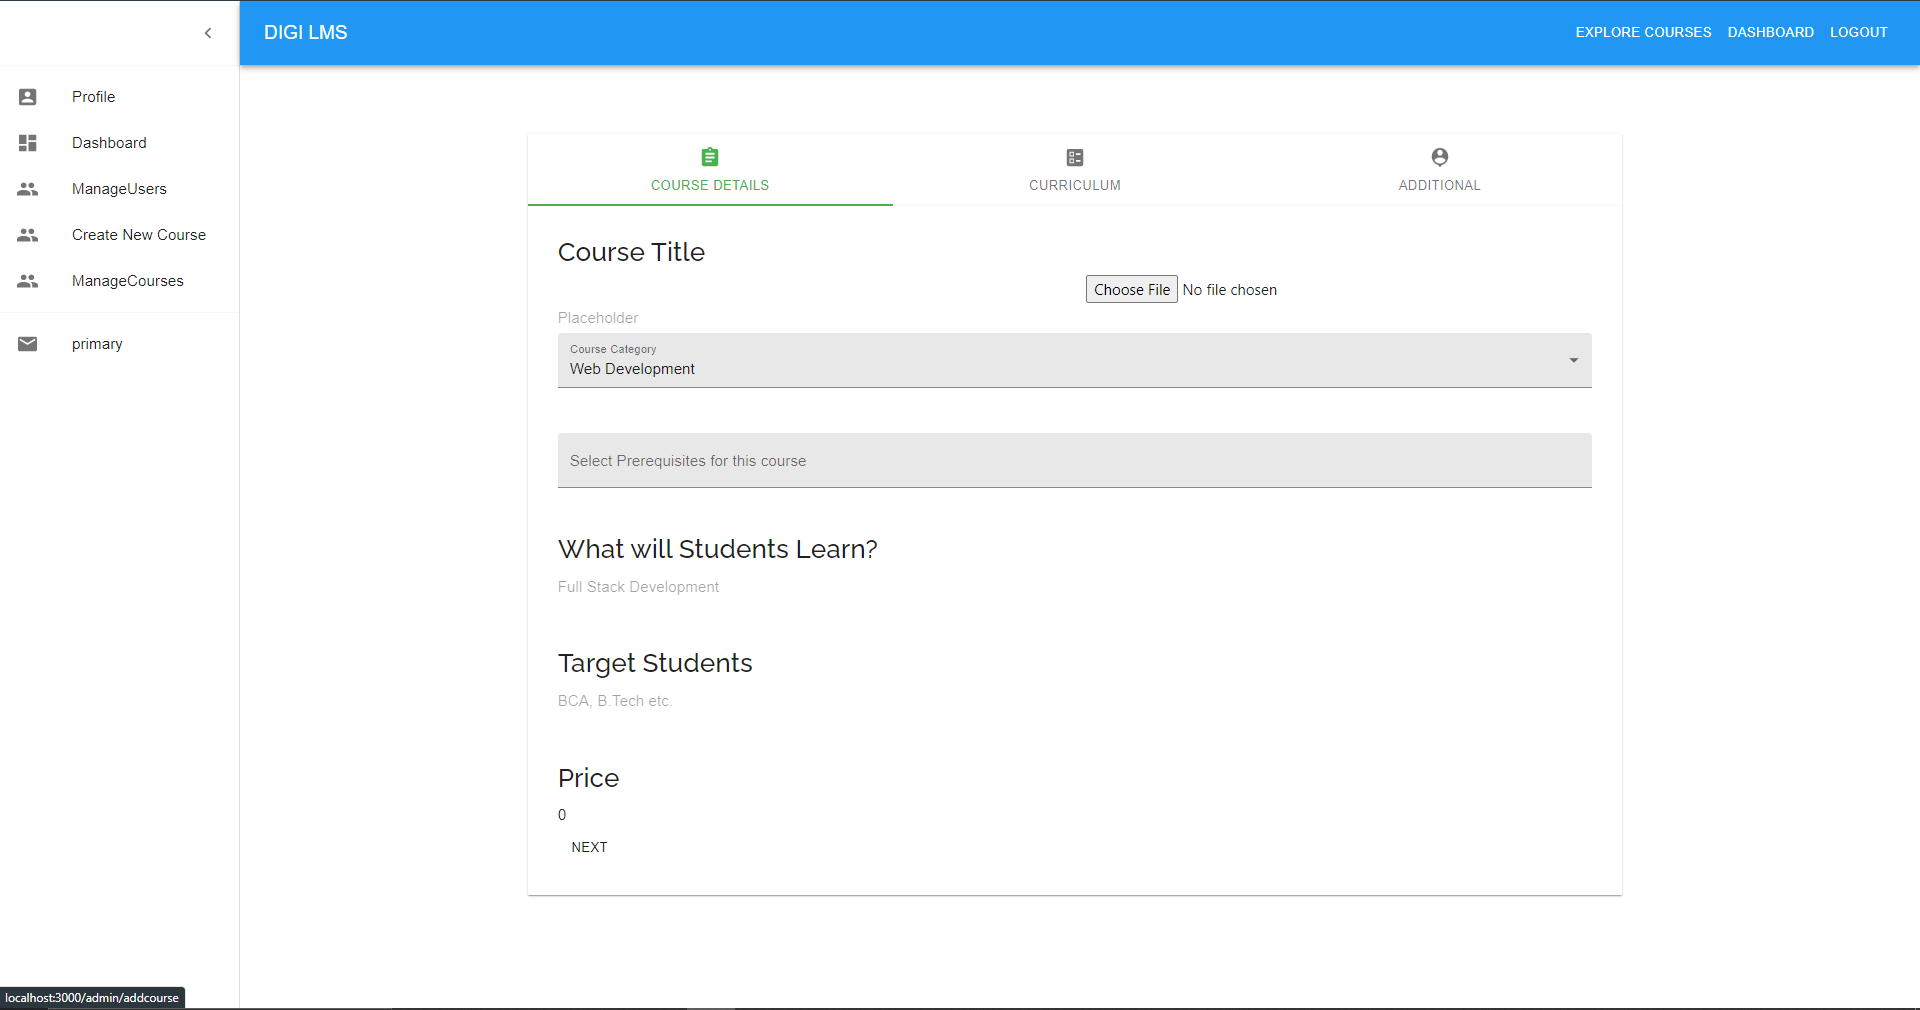 DIGI LMS
EXPLORE COURSES DASHBOARD LOGOUT
Profile
Dashboard
ManageUsers
Create New Course
ManageCourses
primary
COURSE DETAILS
CURRICULUM
ADDITIONAL
Course Title
Choose File No file chosen
Placeholder
Course Category
Web Development
Select Prerequisites for this course
What will Students Learn?
Full Stack Development
Target Students
BCA, B.Tech etc.
Price
0
NEXT
localhost:3000/admin/addcourse